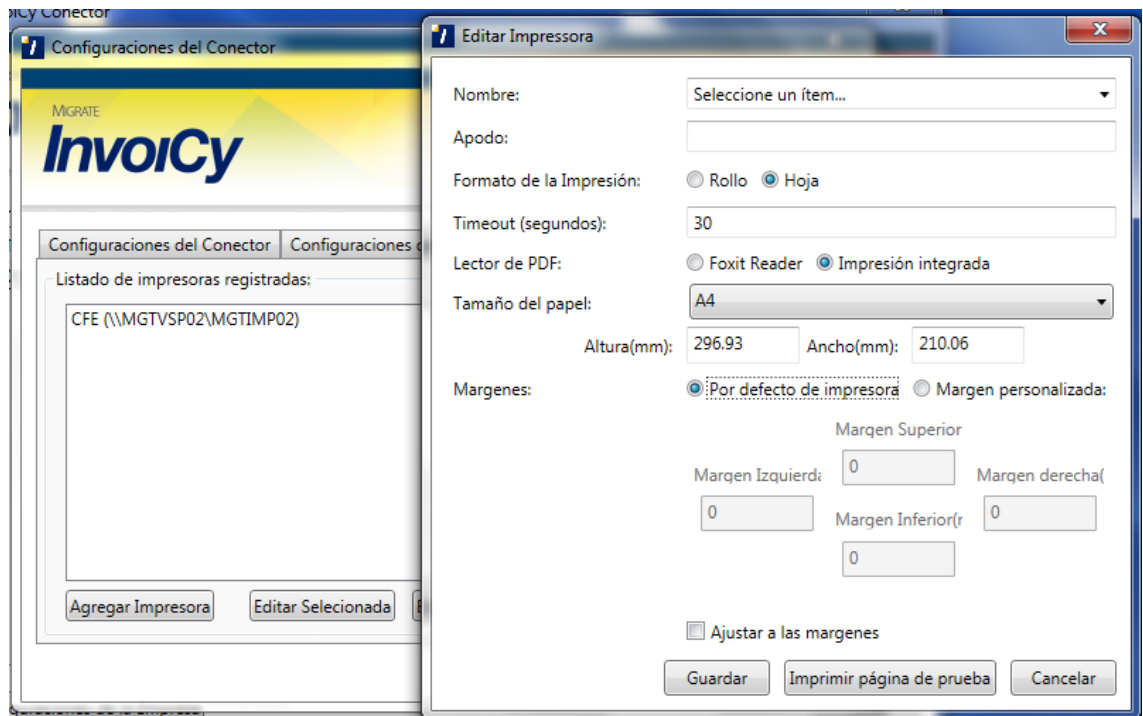 Cy Conector
Configuraciones del Conector
MIGRATE
InvoiCy
Configuraciones del Conector
Configuraciones
Listado de impresoras registradas:
CFE (\\MGTVSP02\MGTIMP02)
Agregar Impresora
Editar Selecionada
Editar Impressora
Nombre:
Seleccione un ítem...
Apodo:
Formato de la Impresión:
Rollo
Hoja
Timeout (segundos):
30
Lector de PDF:
Foxit Reader
Impresión integrada
Tamaño del papel:
A4
Altura(mm):
296.93
Ancho(mm):
210.06
Margenes:
Por defecto de impresora
Margen personalizada:
Margen Superior
0
Margen Izquierda
0
Margen derecha(
0
Margen Inferior(
0
Ajustar a las margenes
Guardar
Imprimir página de prueba
Cancelar